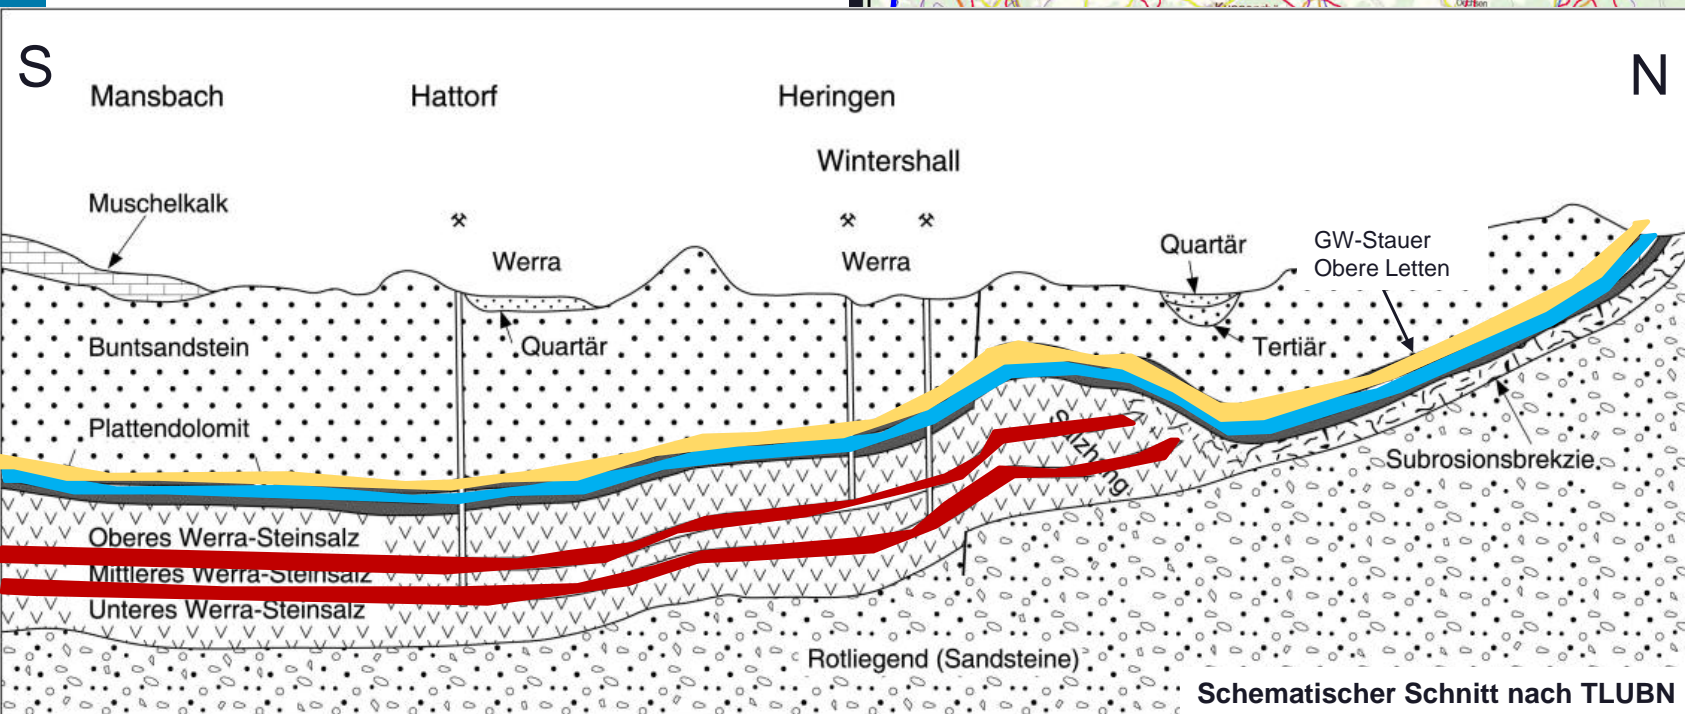 S
N
Mansbach
Hattorf
Heringen
Wintershall
Muschelkalk
Werra
Werra
Quartär
GW-Stauer
Obere Letten
Buntsandstein
Quartär
Tertiär
Plattendolomit
Salzhang
Subrosionsbrekzie
Oberes Werra-Steinsalz
Mittleres Werra-Steinsalz
Unteres Werra-Steinsalz
Rotliegend (Sandsteine)
Schematischer Schnitt nach TLUBN